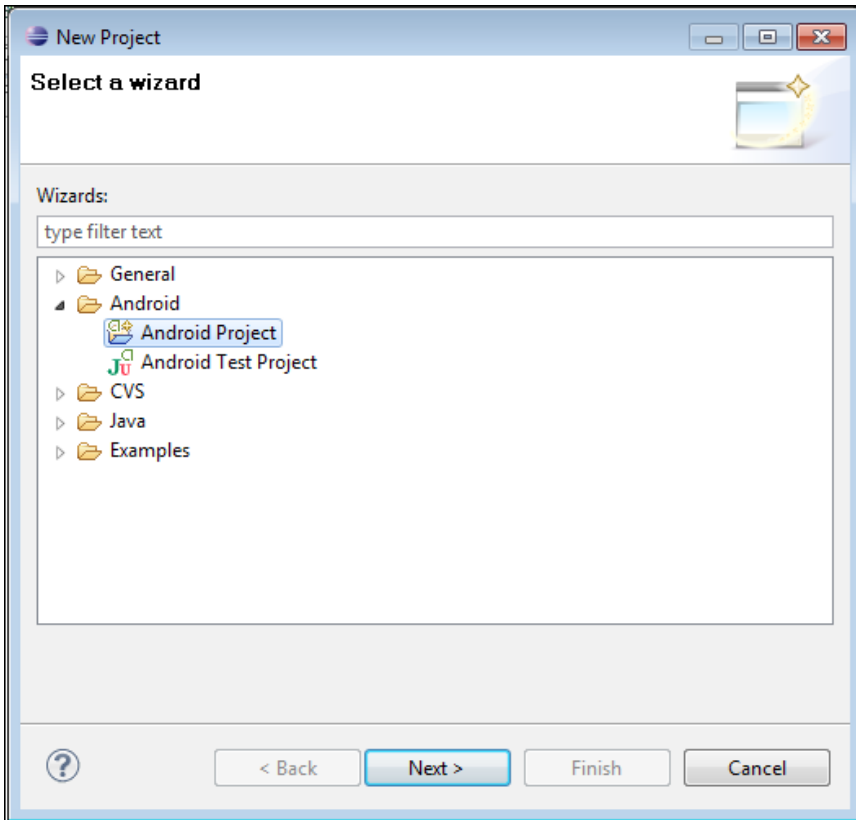 New Project
Select a wizard
Wizards:
type filter text
General
Android
Android Project
Android Test Project
CVS
Java
Examples
< Back Next > Finish Cancel